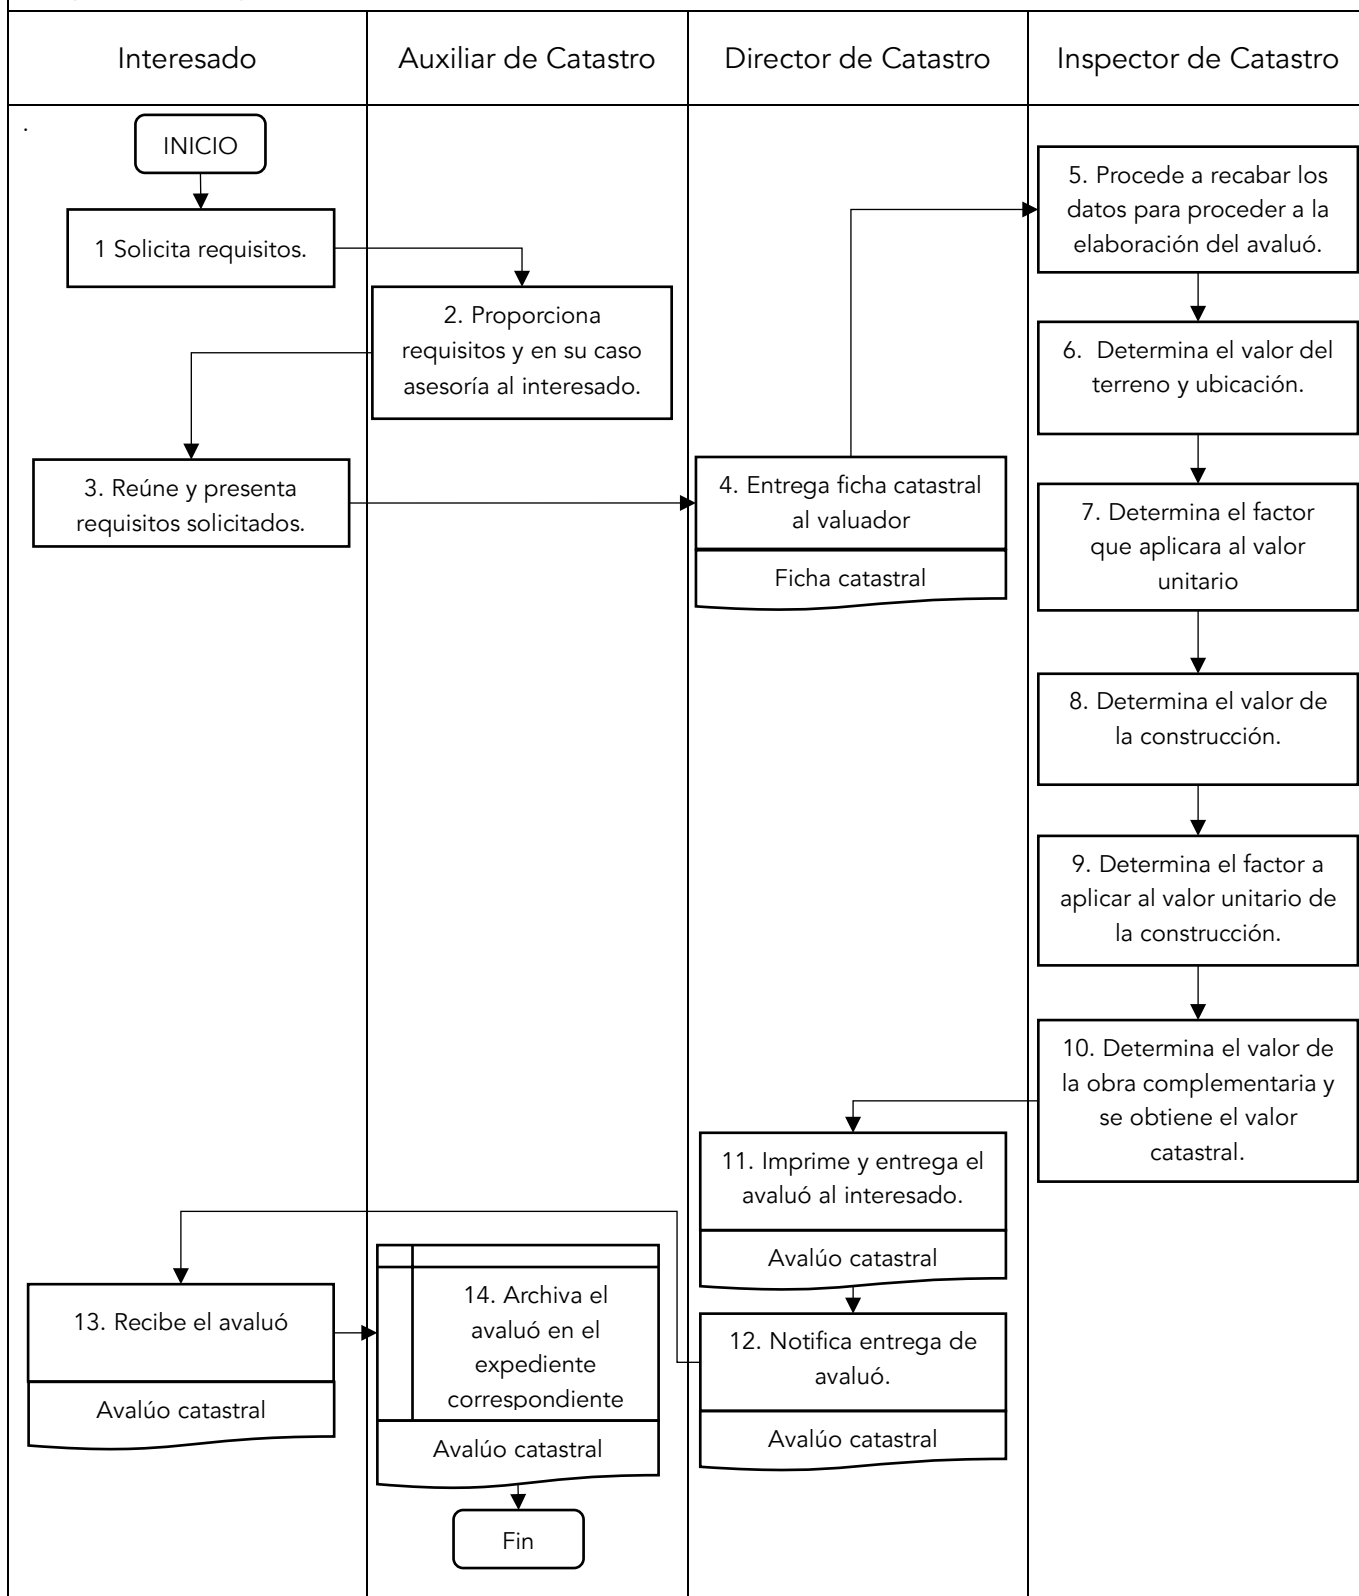 Interesado
Auxiliar de Catastro
Director de Catastro
Inspector de Catastro
.
INICIO
1 Solicita requisitos.
2. Proporciona
requisitos y en su caso
asesoría al interesado.
3. Reúne y presenta
requisitos solicitados.
4. Entrega ficha catastral
al valuador
Ficha catastral
5. Procede a recabar los
datos para proceder a la
elaboración del avaluó.
6. Determina el valor del
terreno y ubicación.
7. Determina el factor
que aplicara al valor
unitario
8. Determina el valor de
la construcción.
9. Determina el factor a
aplicar al valor unitario de
la construcción.
10. Determina el valor de
la obra complementaria y
se obtiene el valor
catastral.
11. Imprime y entrega el
avaluó al interesado.
Avalúo catastral
12. Notifica entrega de
avaluó.
Avalúo catastral
13. Recibe el avaluó
Avalúo catastral
14. Archiva el
avaluó en el
expediente
correspondiente
Avalúo catastral
Fin